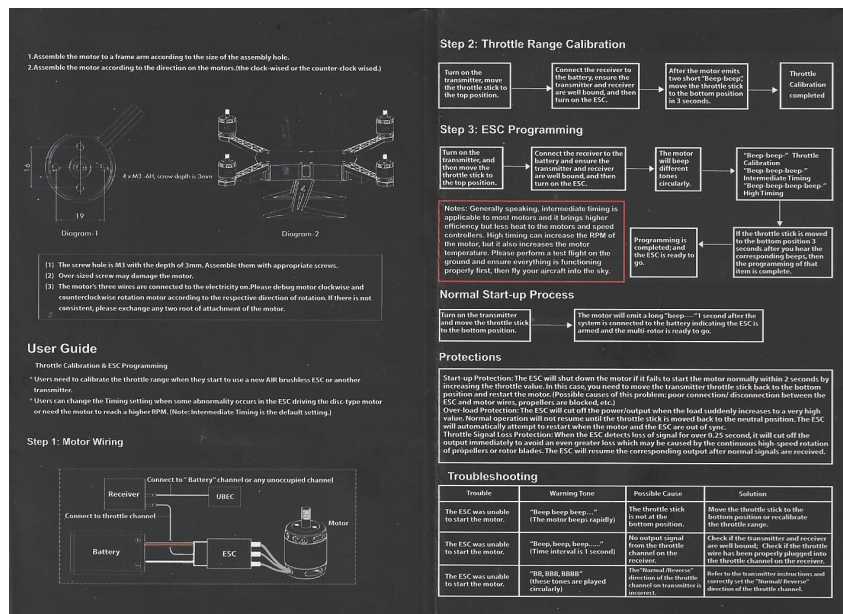 1.Assemble the motor to a frame arm according to the size of the assembly hole.
2.Assemble the motor according to the direction on the motors.(the clock-wised or the counter-clock wised.)
16
19
4 x M3 -6H, screw depth is 3mm
Diagram-1
Diagram-2
(1) The screw hole is M3 with the depth of 3mm. Assemble them with appropriate screws.
(2) Over-sized screw may damage the motor.
(3) The motor's three wires are connected to the electricity on.Please debug motor clockwise and
counterclockwise rotation motor according to the respective direction of rotation. If there is not
consistent, please exchange any two root of attachment of the motor.
User Guide
Throttle Calibration & ESC Programming
* Users need to calibrate the throttle range when they start to use a new AIR brushless ESC or another
transmitter.
* Users can change the Timing setting when some abnormality occurs in the ESC driving the disc-type motor
or need the motor to reach a higher RPM. (Note: Intermediate Timing is the default setting.)
Step 1: Motor Wiring
Connect to " Battery" channel or any unoccupied channel
Receiver
UBEC
Connect to throttle channel
Motor
Battery
ESC
Step 2: Throttle Range Calibration
Turn on the
transmitter, move
the throttle stick to
the top position.
Connect the receiver to
the battery, ensure the
transmitter and receiver
are well bound, and then
turn on the ESC.
After the motor emits
two short "Beep-beep",
move the throttle stick
to the bottom position
in 3 seconds.
Throttle
Calibration
completed
Step 3: ESC Programming
Turn on the
transmitter, and
then move the
throttle stick to
the top position.
Connect the receiver to the
battery and ensure the
transmitter and receiver
are well bound, and then
turn on the ESC.
The motor
will beep
different
tones
circularly.
"Beep-beep-" Throttle
Calibration
"Beep-beep-beep-"
Intermediate Timing
"Beep-beep-beep-beep-"
High Timing
Notes: Generally speaking, intermediate timing is
applicable to most motors and it brings higher
efficiency but less heat to the motors and speed
controllers. High timing can increase the RPM of
the motor, but it also increases the motor
temperature. Please perform a test flight on the
ground and ensure everything is functioning
properly first, then fly your aircraft into the sky.
Programming is
completed; and
the ESC is ready to
go.
If the throttle stick is moved
to the bottom position 3
seconds after you hear the
corresponding beeps, then
the programming of that
item is complete.
Normal Start-up Process
Turn on the transmitter
and move the throttle stick
to the bottom position.
The motor will emit a long "beep----"1 second after the
system is connected to the battery indicating the ESC is
armed and the multi-rotor is ready to go.
Protections
Start-up Protection: The ESC will shut down the motor if it fails to start the motor normally within 2 seconds by
increasing the throttle value. In this case, you need to move the transmitter throttle stick back to the bottom
position and restart the motor. (Possible causes of this problem: poor connection/ disconnection between the
ESC and motor wires, propellers are blocked, etc.)
Over-load Protection: The ESC will cut off the power/output when the load suddenly increases to a very high
value. Normal operation will not resume until the throttle stick is moved back to the neutral position. The ESC
will automatically attempt to restart when the motor and the ESC are out of sync.
Throttle Signal Loss Protection: When the ESC detects loss of signal for over 0.25 second, it will cut off the
output immediately to avoid an even greater loss which may be caused by the continuous high-speed rotation
of propellers or rotor blades. The ESC will resume the corresponding output after normal signals are received.
Troubleshooting
Trouble
Warning Tone
Possible Cause
Solution
The ESC was unable
to start the motor.
"Beep beep beep..."
(The motor beeps rapidly)
The throttle stick
is not at the
bottom position.
Move the throttle stick to the
bottom position or recalibrate
the throttle range.
The ESC was unable
to start the motor.
"Beep, beep, beep......"
(Time interval is 1 second)
No output signal
from the throttle
channel on the
receiver.
Check if the transmitter and receiver
are well bound; Check if the throttle
wire has been properly plugged into
the throttle channel on the receiver.
The ESC was unable
to start the motor.
"BB, BBB, BBBB"
(these tones are played
circularly)
The"Normal /Reverse"
direction of the throttle
channel on transmitter is
incorrect.
Refer to the transmitter instructions and
correctly set the "Normal/ Reverse"
direction of the throttle channel.